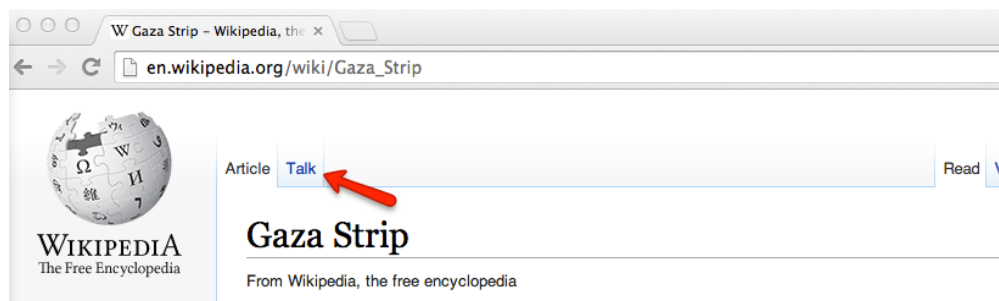 W Gaza Strip – Wikipedia, the
en.wikipedia.org/wiki/Gaza_Strip
Article Talk Read
WIKIPEDIA
The Free Encyclopedia
Gaza Strip
From Wikipedia, the free encyclopedia